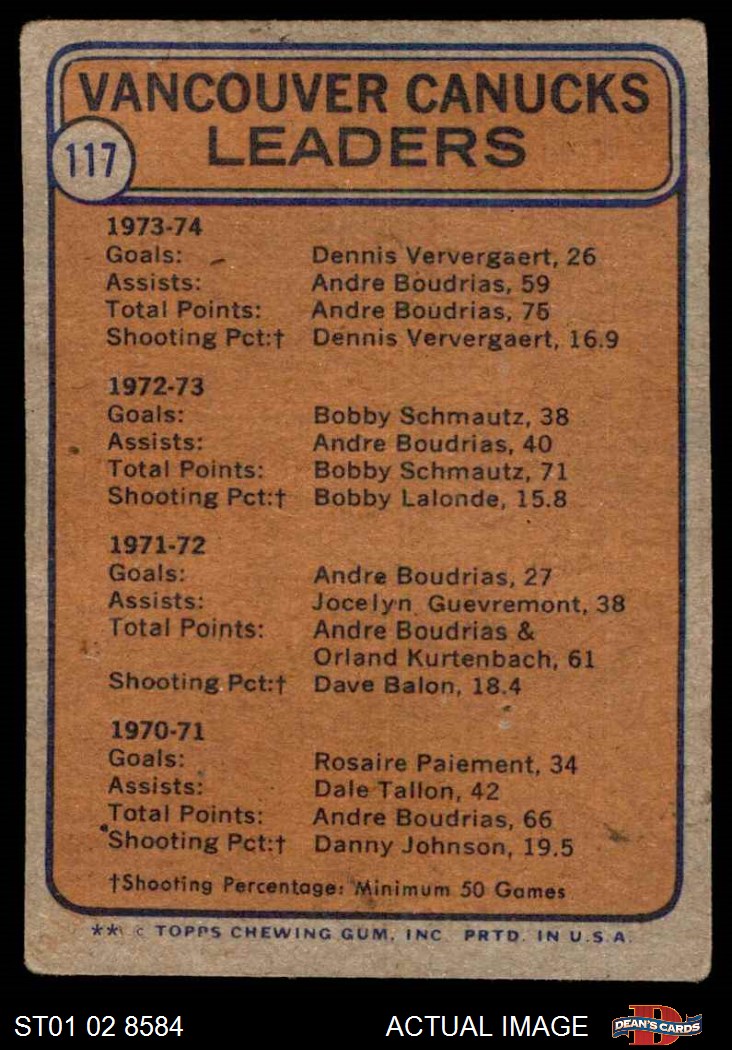 VANCOUVER CANUCKS
LEADERS
117
1973-74
Goals: Dennis Ververgaert, 26
Assists: Andre Boudrias, 59
Total Points: Andre Boudrias, 75
Shooting Pct:† Dennis Ververgaert, 16.9
1972-73
Goals: Bobby Schmautz, 38
Assists: Andre Boudrias, 40
Total Points: Bobby Schmautz, 71
Shooting Pct:† Bobby Lalonde, 15.8
1971-72
Goals: Andre Boudrias, 27
Assists: Jocelyn Guevremont, 38
Total Points: Andre Boudrias &
Orland Kurtenbach, 61
Shooting Pct:† Dave Balon, 18.4
1970-71
Goals: Rosaire Paiement, 34
Assists: Dale Tallon, 42
Total Points: Andre Boudrias, 66
Shooting Pct:† Danny Johnson, 19.5
†Shooting Percentage: Minimum 50 Games
** © TOPPS CHEWING GUM, INC. PRTD. IN U.S.A.
ST01 02 8584 ACTUAL IMAGE
D
DEAN'S CARDS